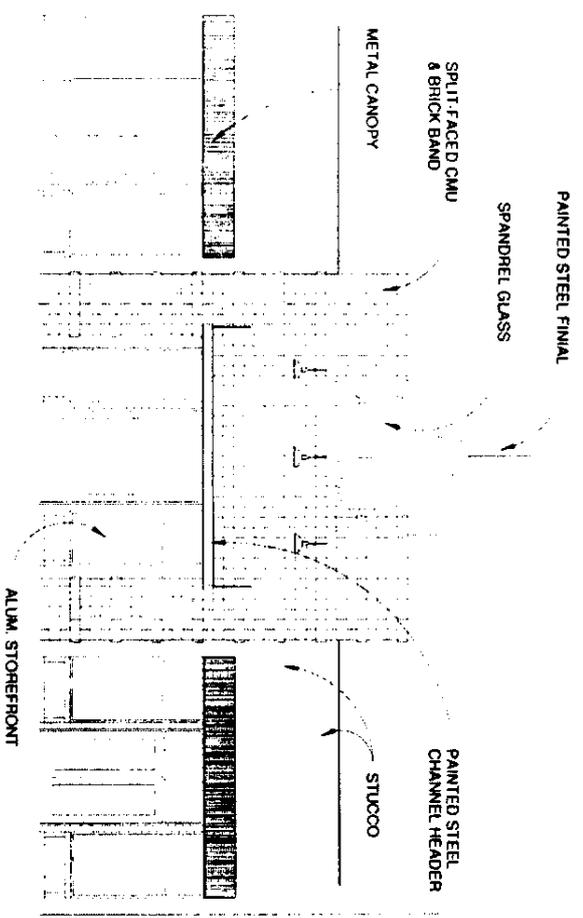 PAINTED STEEL FINIAL
SPANDREL GLASS
SPLIT-FACED CMU
& BRICK BAND
METAL CANOPY
PAINTED STEEL
CHANNEL HEADER
STUCCO
ALUM. STOREFRONT